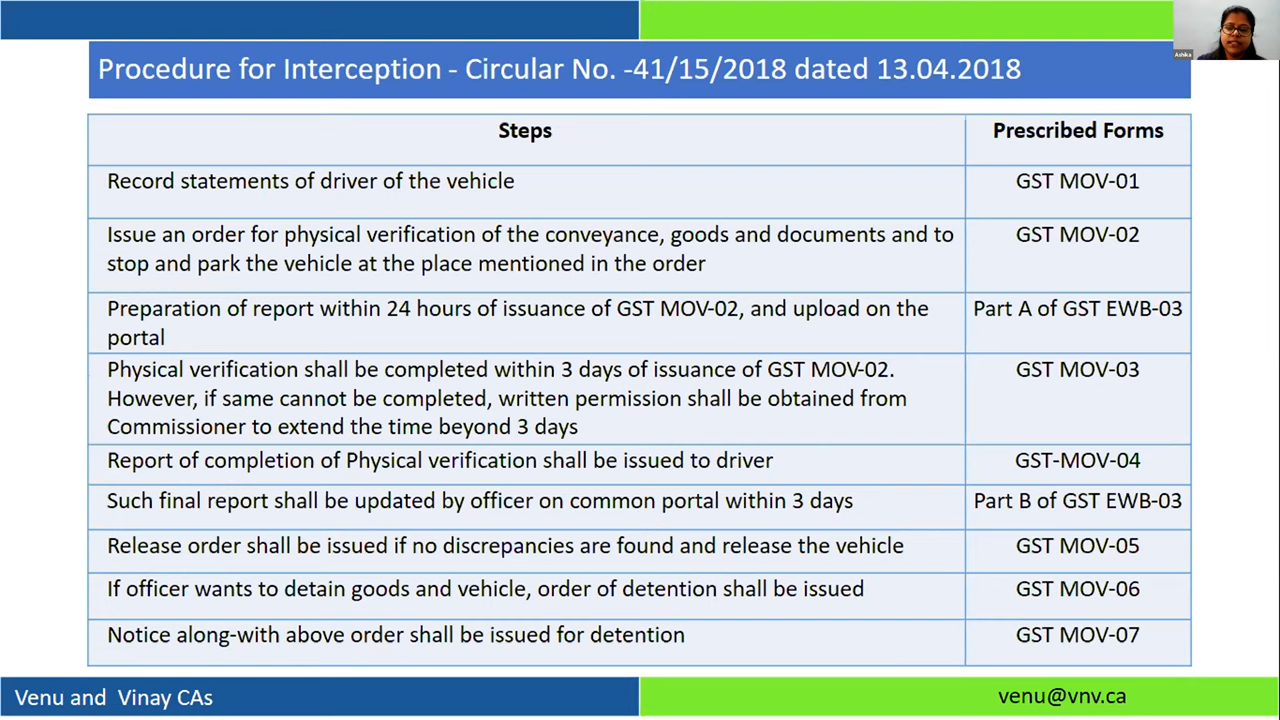 Ashika
Procedure for Interception - Circular No. -41/15/2018 dated 13.04.2018
Steps
Prescribed Forms
Record statements of driver of the vehicle
GST MOV-01
Issue an order for physical verification of the conveyance, goods and documents and to
stop and park the vehicle at the place mentioned in the order
GST MOV-02
Preparation of report within 24 hours of issuance of GST MOV-02, and upload on the
portal
Part A of GST EWB-03
Physical verification shall be completed within 3 days of issuance of GST MOV-02.
However, if same cannot be completed, written permission shall be obtained from
Commissioner to extend the time beyond 3 days
GST MOV-03
Report of completion of Physical verification shall be issued to driver
GST-MOV-04
Such final report shall be updated by officer on common portal within 3 days
Part B of GST EWB-03
Release order shall be issued if no discrepancies are found and release the vehicle
GST MOV-05
If officer wants to detain goods and vehicle, order of detention shall be issued
GST MOV-06
Notice along-with above order shall be issued for detention
GST MOV-07
Venu and Vinay CAs
venu@vnv.ca